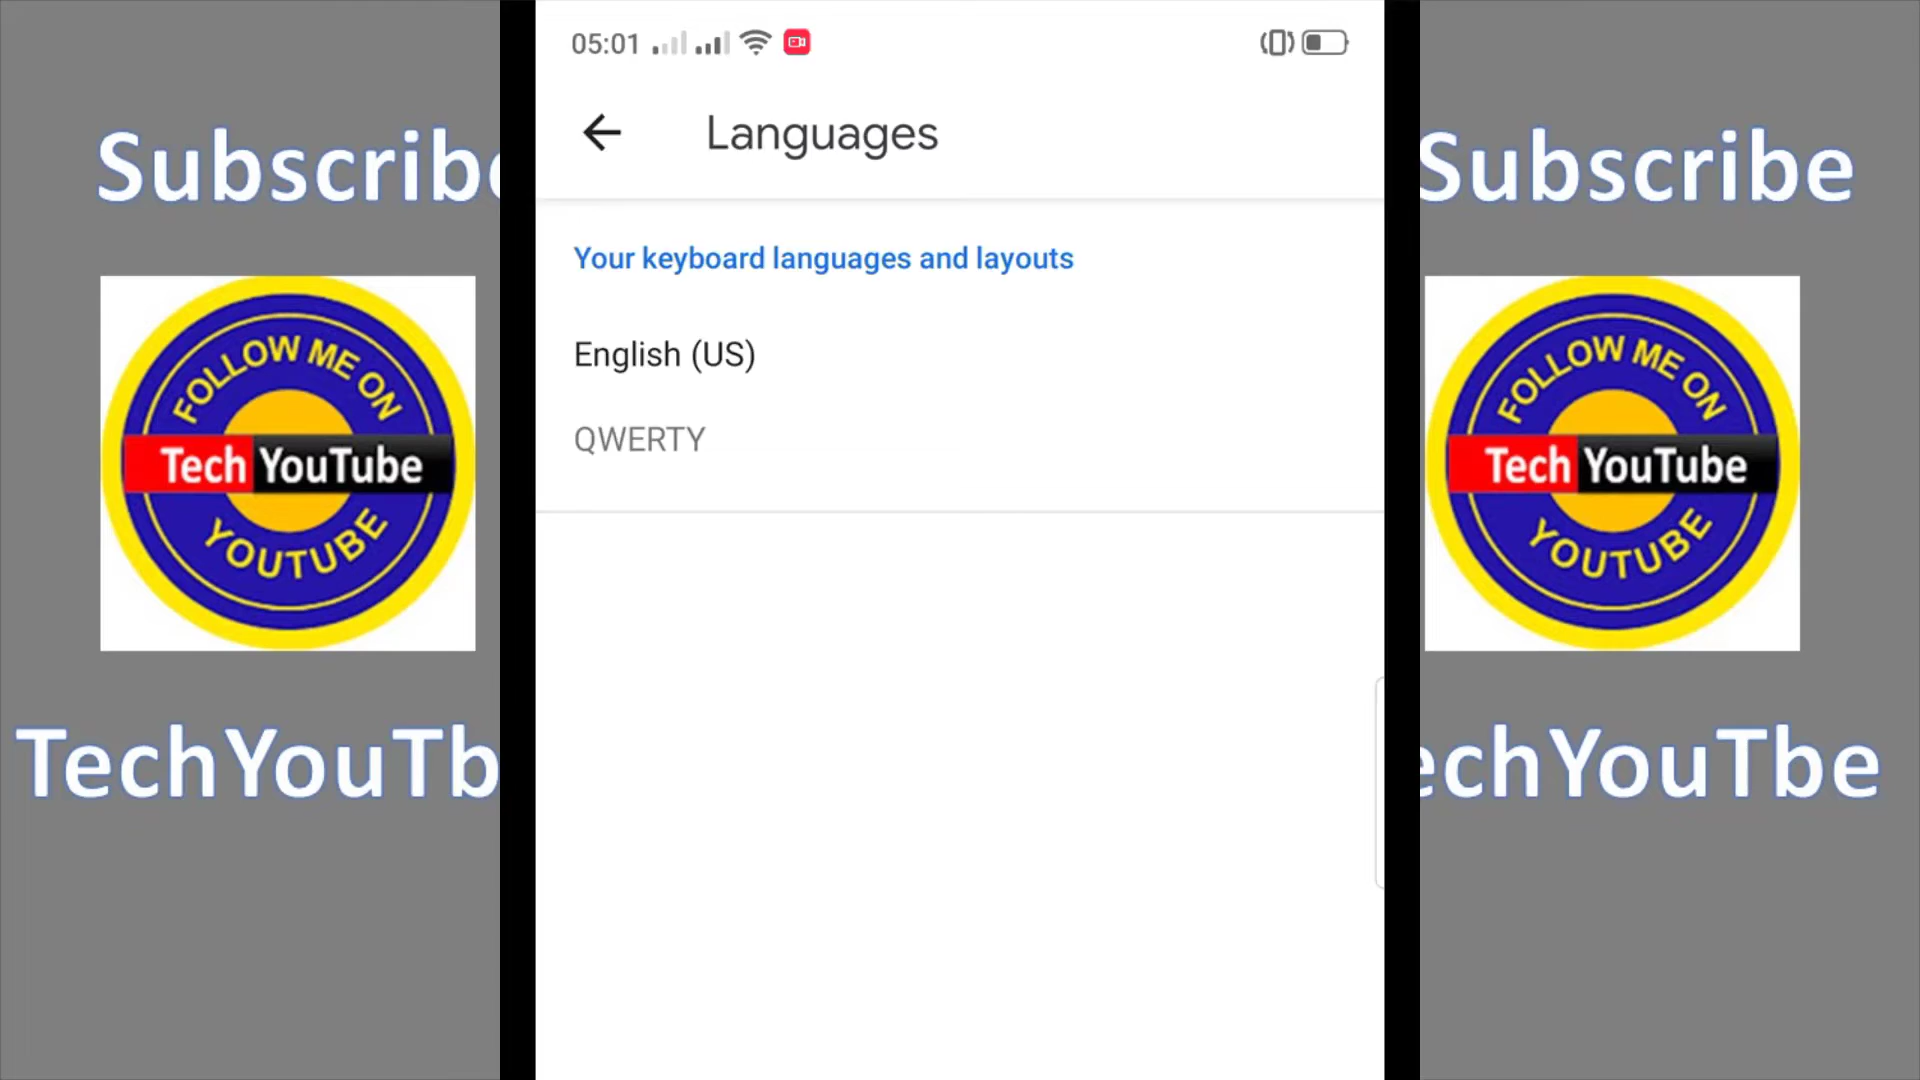 Subscribe
FOLLOW ME ON
Tech YouTube
YOUTUBE
TechYouTb
05:01
Languages
Your keyboard languages and layouts
English (US)
QWERTY
Subscribe
FOLLOW ME ON
Tech YouTube
YOUTUBE
echYouTbe